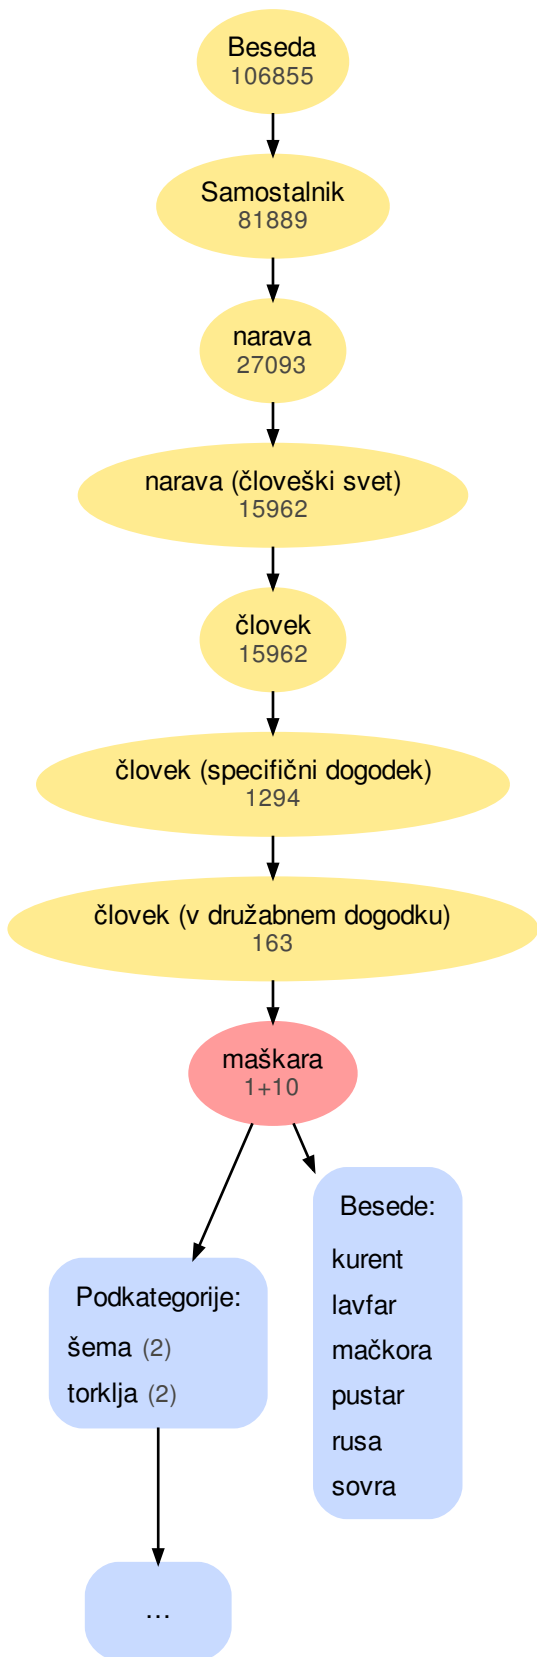 Beseda
106855
Samostalnik
81889
narava
27093
narava (človeški svet)
15962
človek
15962
človek (specifični dogodek)
1294
človek (v družabnem dogodku)
163
maškara
1+10
Besede:
kurent
lavfar
mačkora
pustar
rusa
sovra
Podkategorije:
šema (2)
torklja (2)
...